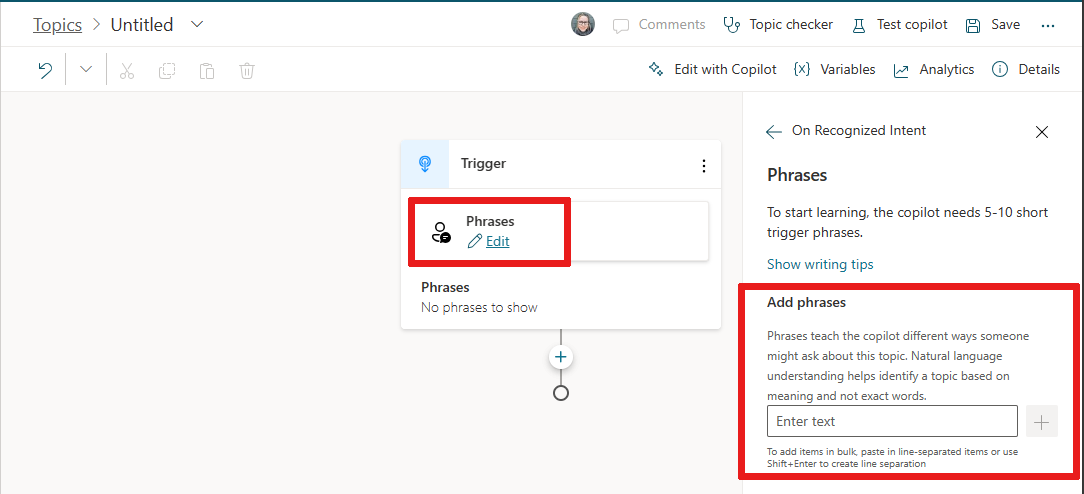 Topics > Untitled
Comments
Topic checker
Test copilot
Save
Edit with Copilot
{x} Variables
Analytics
Details
Trigger
Phrases
Edit
Phrases
No phrases to show
On Recognized Intent
Phrases
To start learning, the copilot needs 5-10 short
trigger phrases.
Show writing tips
Add phrases
Phrases teach the copilot different ways someone
might ask about this topic. Natural language
understanding helps identify a topic based on
meaning and not exact words.
Enter text
To add items in bulk, paste in line-separated items or use
Shift+Enter to create line separation